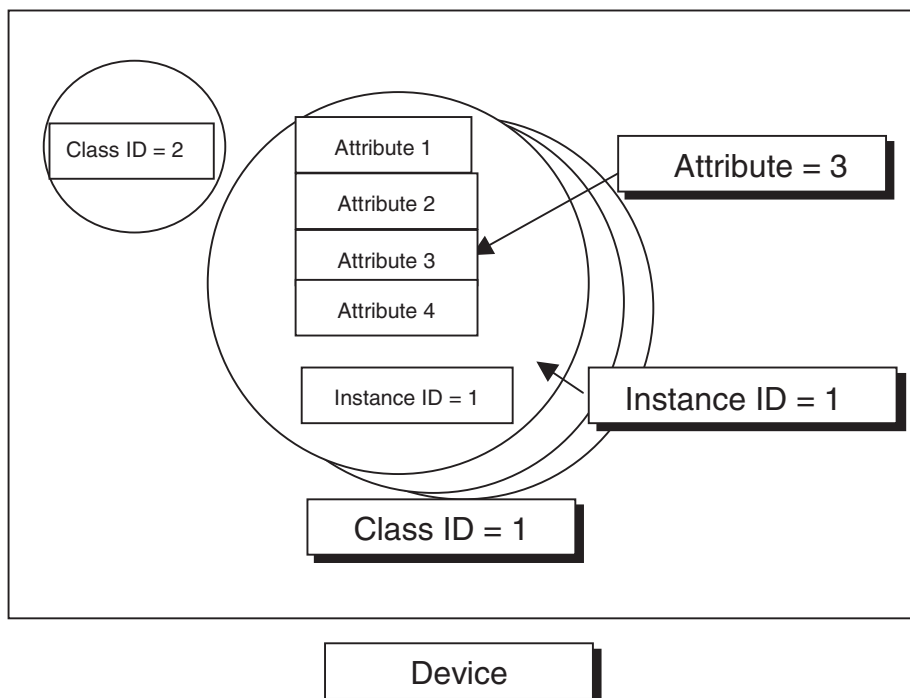 Class ID = 2
Attribute 1
Attribute 2
Attribute 3
Attribute 4
Instance ID = 1
Attribute = 3
Instance ID = 1
Class ID = 1
Device